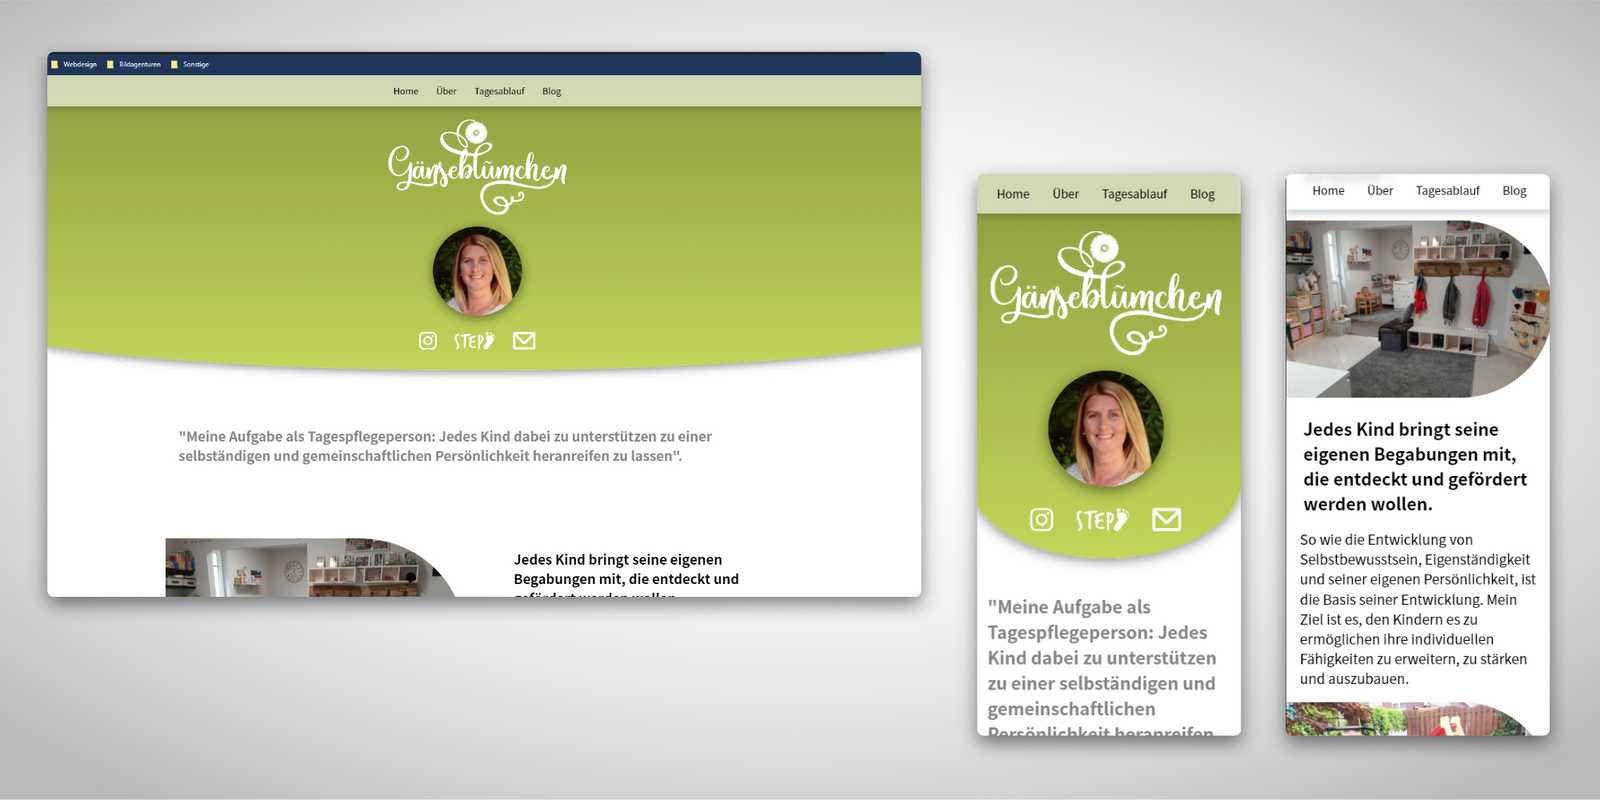 Webdesign Bildagenturen Sonstige
Home Über Tagesablauf Blog
Gänseblümchen
STEP
"Meine Aufgabe als Tagespflegeperson: Jedes Kind dabei zu unterstützen zu einer
selbständigen und gemeinschaftlichen Persönlichkeit heranreifen zu lassen".
Jedes Kind bringt seine eigenen
Begabungen mit, die entdeckt und
gefördert werden wollen
Home Über Tagesablauf Blog
Gänseblümchen
STEP
"Meine Aufgabe als
Tagespflegeperson: Jedes
Kind dabei zu unterstützen
zu einer selbständigen und
gemeinschaftlichen
Persönlichkeit heranreifen
Home Über Tagesablauf Blog
Jedes Kind bringt seine
eigenen Begabungen mit,
die entdeckt und gefördert
werden wollen.
So wie die Entwicklung von
Selbstbewusstsein, Eigenständigkeit
und seiner eigenen Persönlichkeit, ist
die Basis seiner Entwicklung. Mein
Ziel ist es, den Kindern es zu
ermöglichen ihre individuellen
Fähigkeiten zu erweitern, zu stärken
und auszubauen.